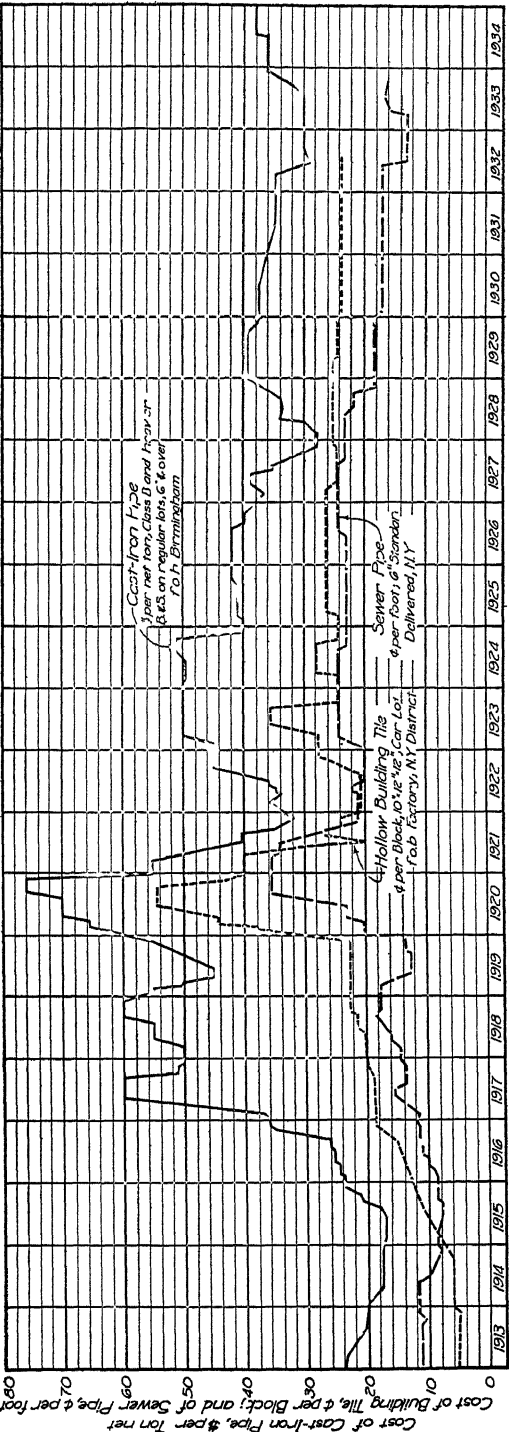 Cost of Cast-Iron Pipe, $ per Ton net
Cost of Building Tile, ¢ per Block; and of Sewer Pipe, ¢ per foot
80
70
60
50
40
30
20
10
0
Cast-Iron Pipe
$ per net ton, Class B and heavier
B.&S. on regular lots, 6" & over
f o b Birmingham
Sewer Pipe
¢ per foot; 6" Standard
Delivered, N.Y.
Hollow Building Tile
¢ per Block, 10"x12"x12", Car Lot
f.o.b Factory, N.Y District
1913
1914
1915
1916
1917
1918
1919
1920
1921
1922
1923
1924
1925
1926
1927
1928
1929
1930
1931
1932
1933
1934